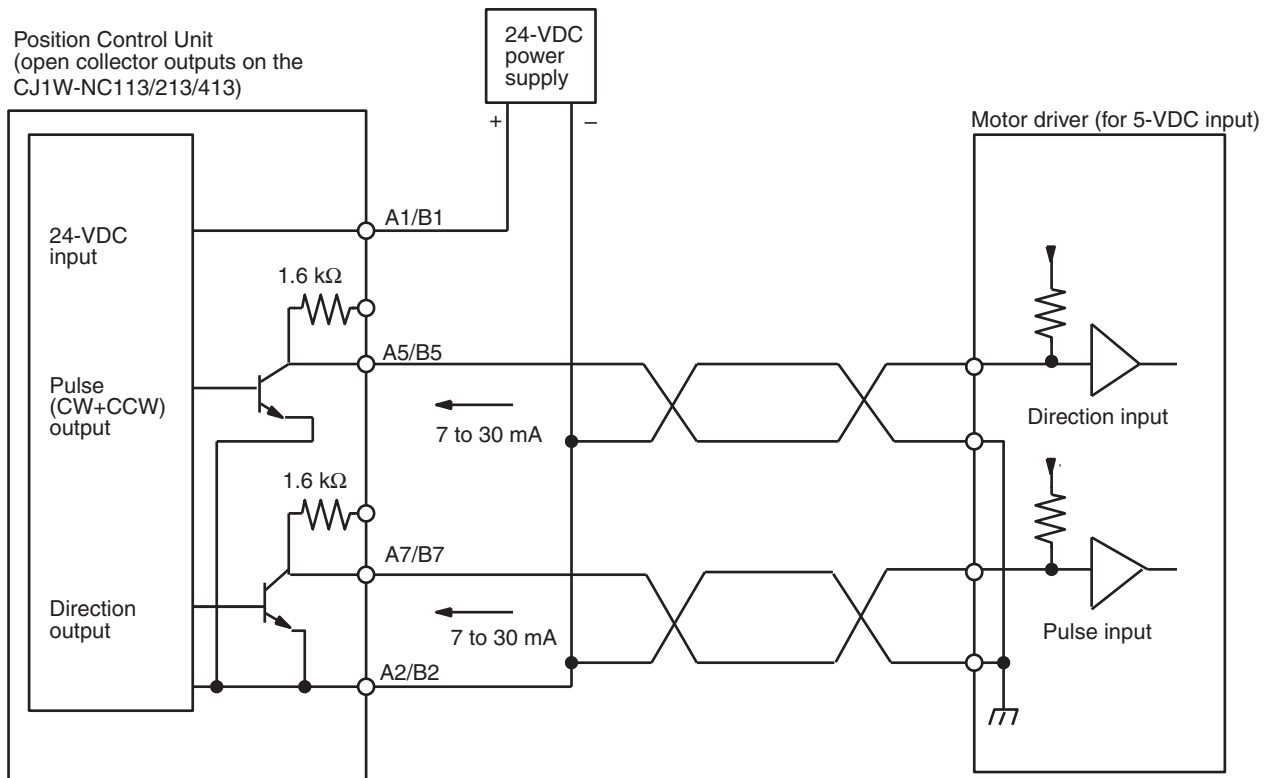 Position Control Unit
(open collector outputs on the
CJ1W-NC113/213/413)
24-VDC
power
supply
+
–
Motor driver (for 5-VDC input)
A1/B1
24-VDC
input
1.6 kΩ
A5/B5
Pulse
(CW+CCW)
output
7 to 30 mA
Direction input
1.6 kΩ
A7/B7
Direction
output
7 to 30 mA
Pulse input
A2/B2